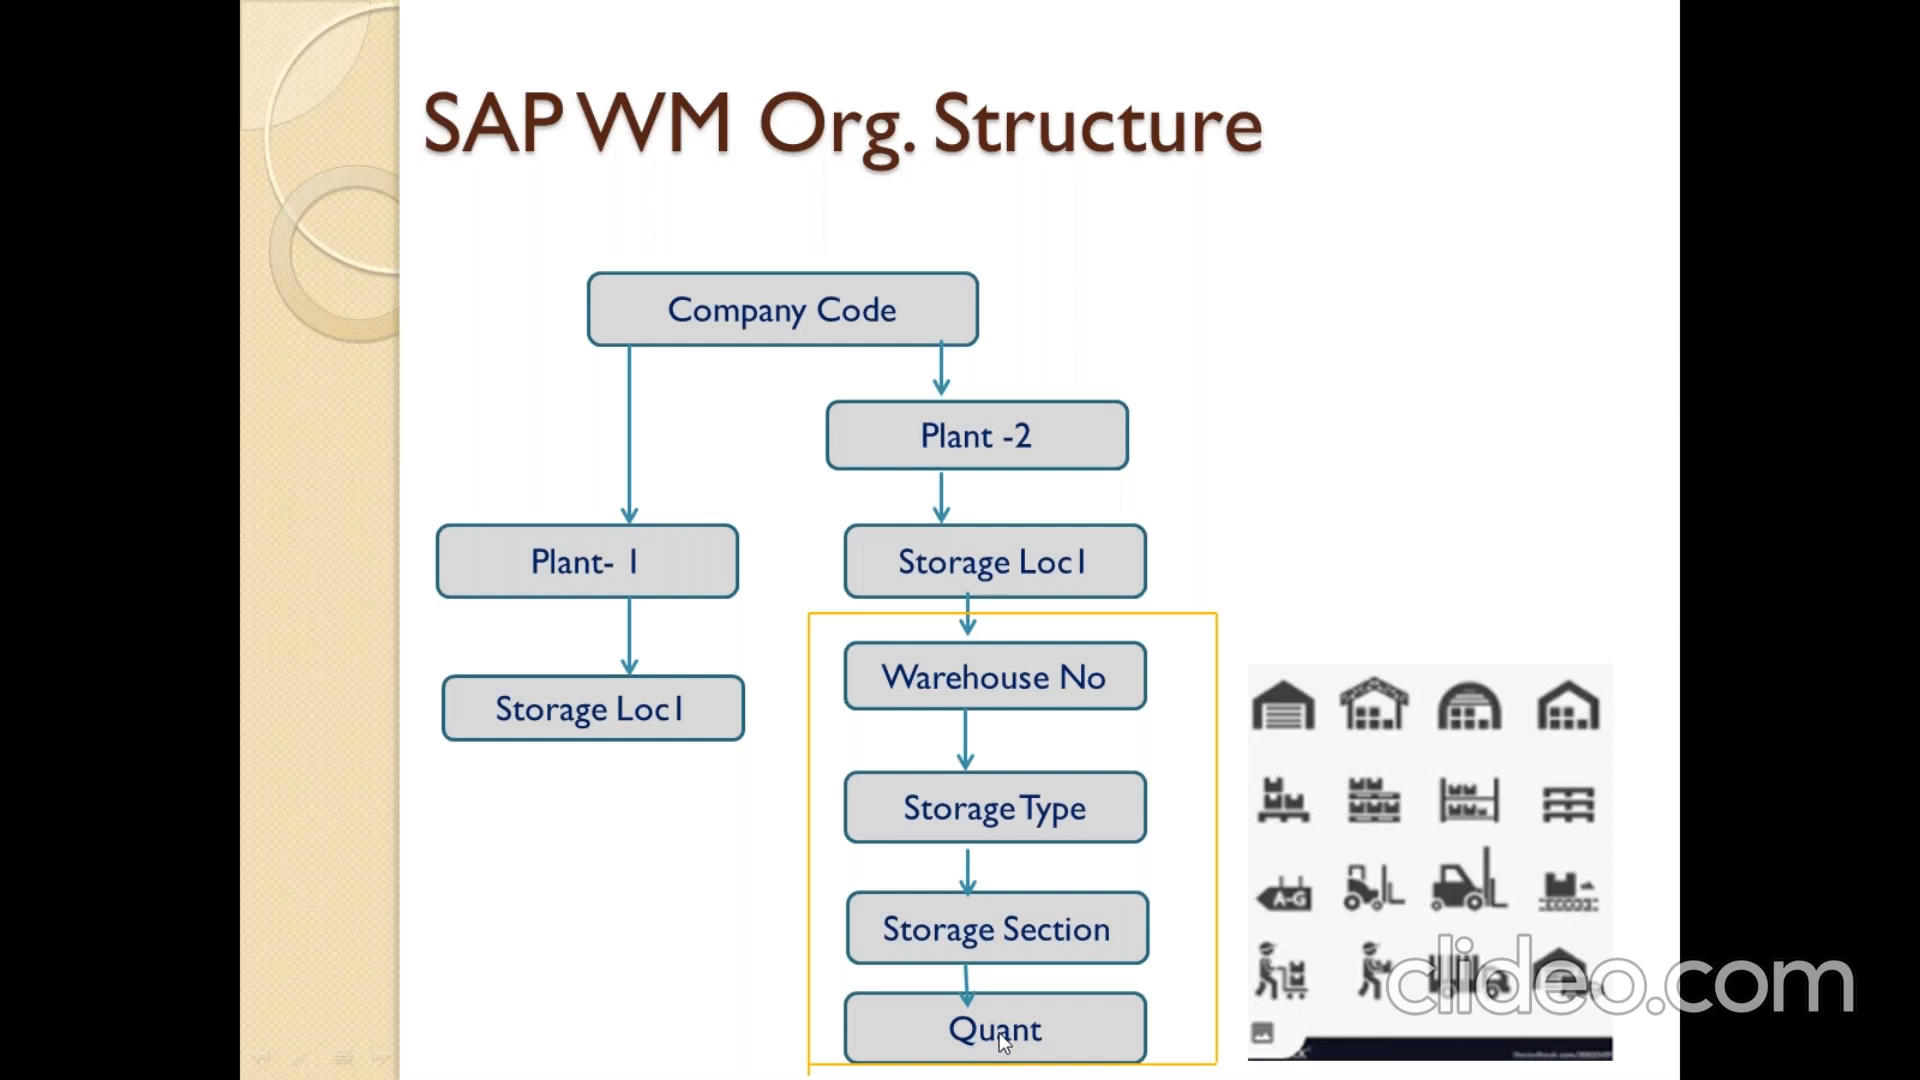 SAP WM Org. Structure
Company Code
Plant -2
Plant- 1
Storage Loc1
Storage Loc1
Warehouse No
Storage Type
Storage Section
Quant
A-G
clideo.com